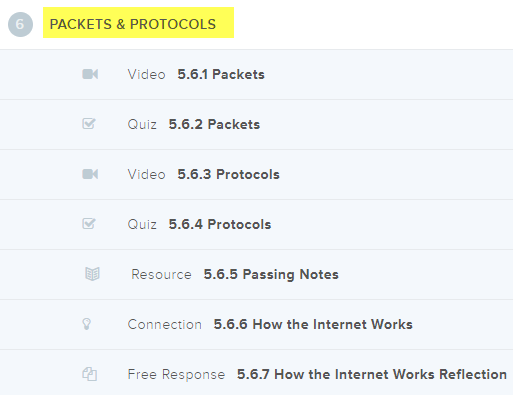 6 PACKETS & PROTOCOLS
Video 5.6.1 Packets
Quiz 5.6.2 Packets
Video 5.6.3 Protocols
Quiz 5.6.4 Protocols
Resource 5.6.5 Passing Notes
Connection 5.6.6 How the Internet Works
Free Response 5.6.7 How the Internet Works Reflection